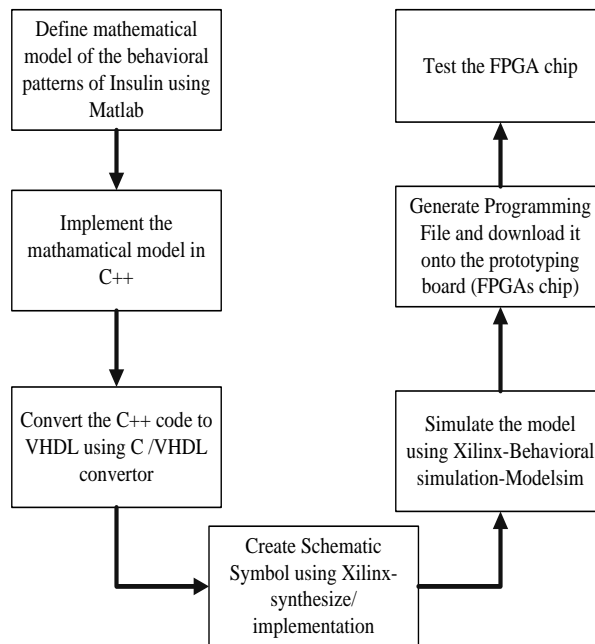 Define mathematical
model of the behavioral
patterns of Insulin using
Matlab
Implement the
mathamatical model in
C++
Convert the C++ code to
VHDL using C /VHDL
convertor
Create Schematic
Symbol using Xilinx-
synthesize/
implementation
Simulate the model
using Xilinx-Behavioral
simulation-Modelsim
Generate Programming
File and download it
onto the prototyping
board (FPGAs chip)
Test the FPGA chip